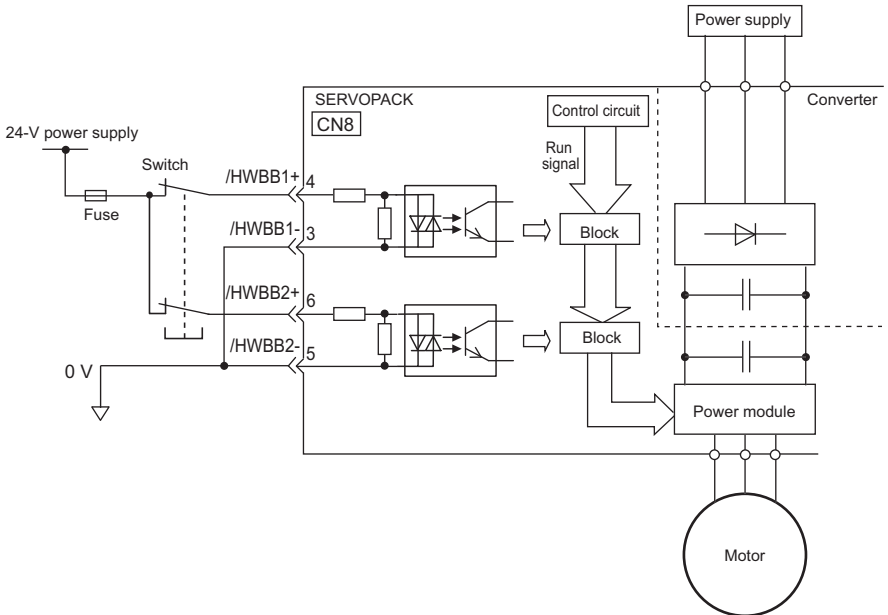 Power supply
SERVOPACK
Converter
CN8
Control circuit
24-V power supply
Run
signal
Switch
/HWBB1+
4
Fuse
/HWBB1-
3
Block
/HWBB2+
6
/HWBB2-
5
Block
0 V
Power module
Motor